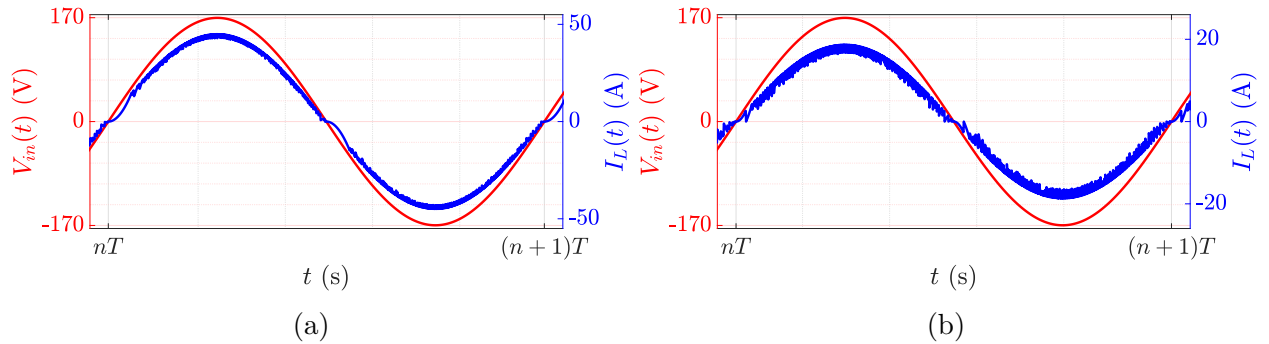 170
0
-170
V_in(t) (V)
50
0
-50
I_L(t) (A)
nT
(n + 1)T
t (s)
(a)
170
0
-170
V_in(t) (V)
20
0
-20
I_L(t) (A)
nT
(n + 1)T
t (s)
(b)